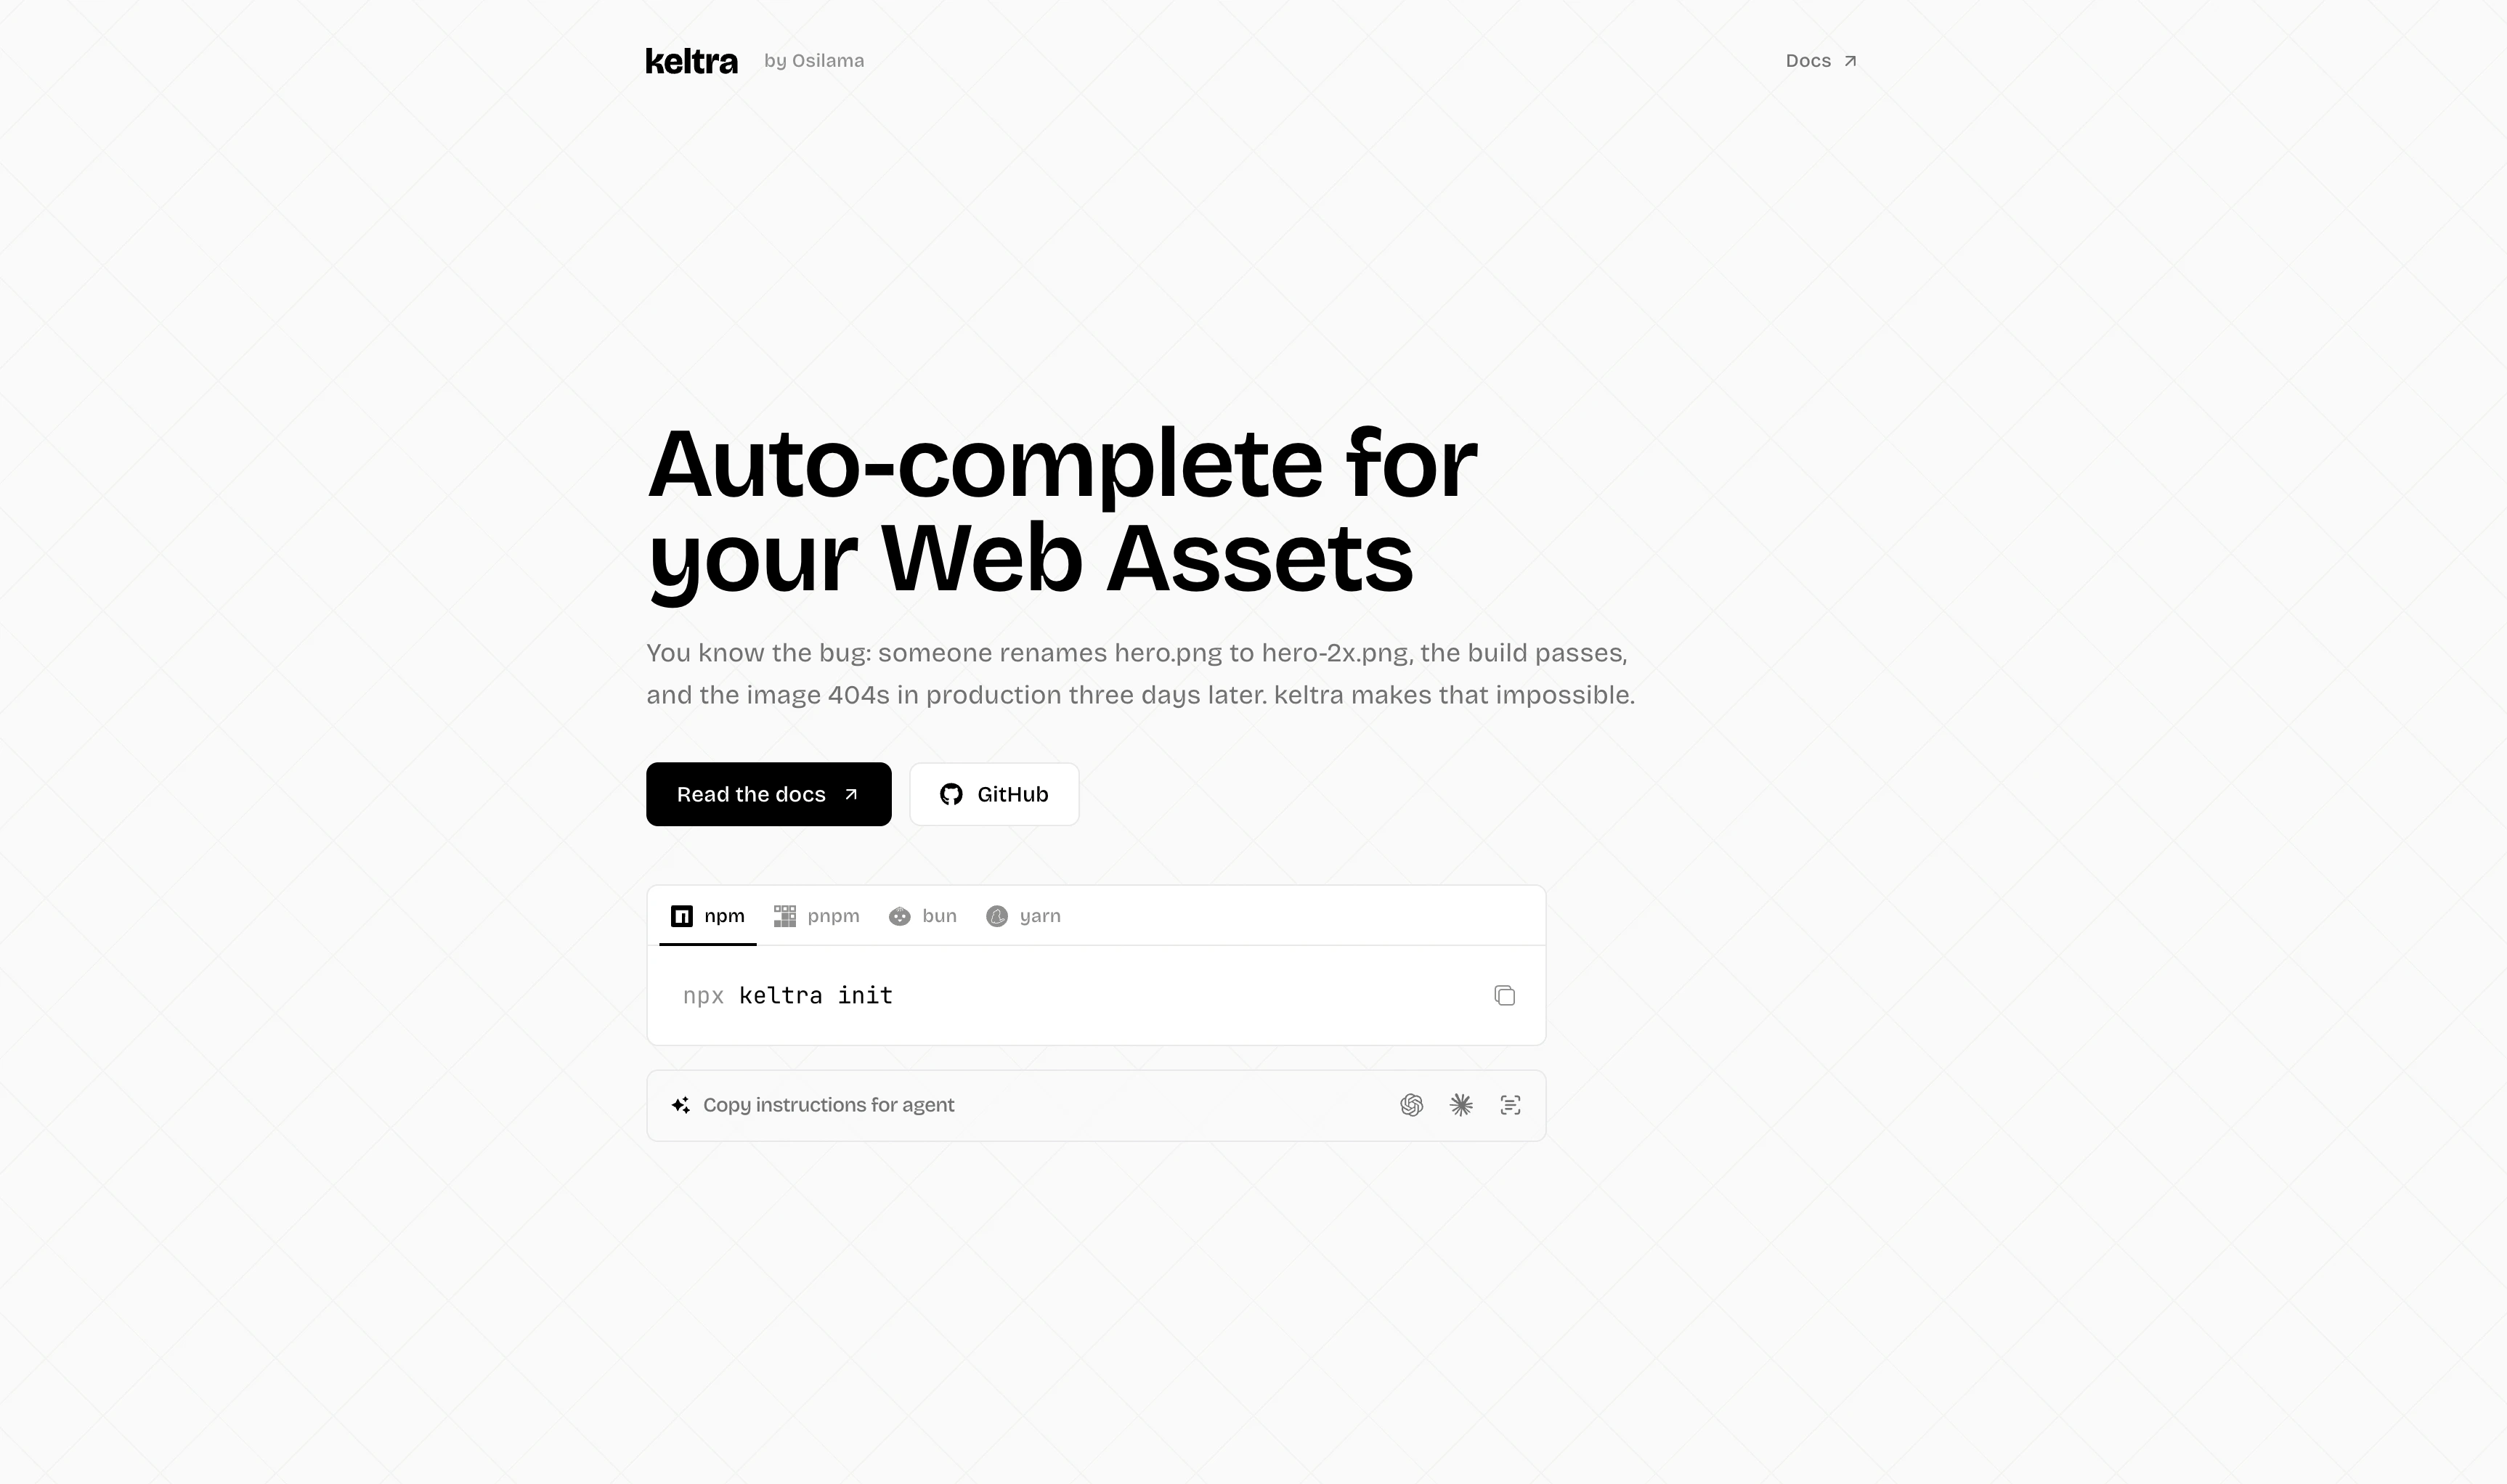 keltra by Osilama
Docs
Auto-complete for
your Web Assets
You know the bug: someone renames hero.png to hero-2x.png, the build passes,
and the image 404s in production three days later. keltra makes that impossible.
Read the docs
GitHub
npm pnpm bun yarn
npx keltra init
Copy instructions for agent